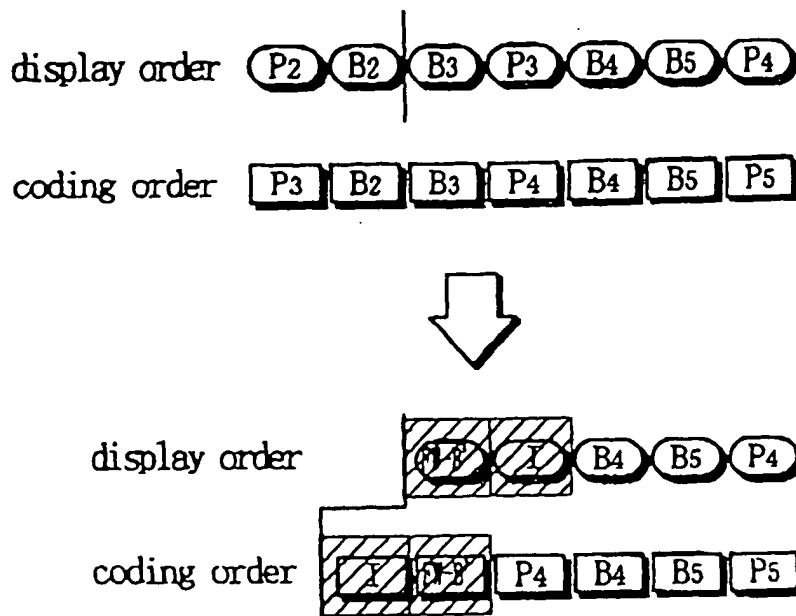 display order P2 B2 B3 P3 B4 B5 P4
coding order P3 B2 B3 P4 B4 B5 P5
display order I B4 B5 P4
coding order I P4 B4 B5 P5